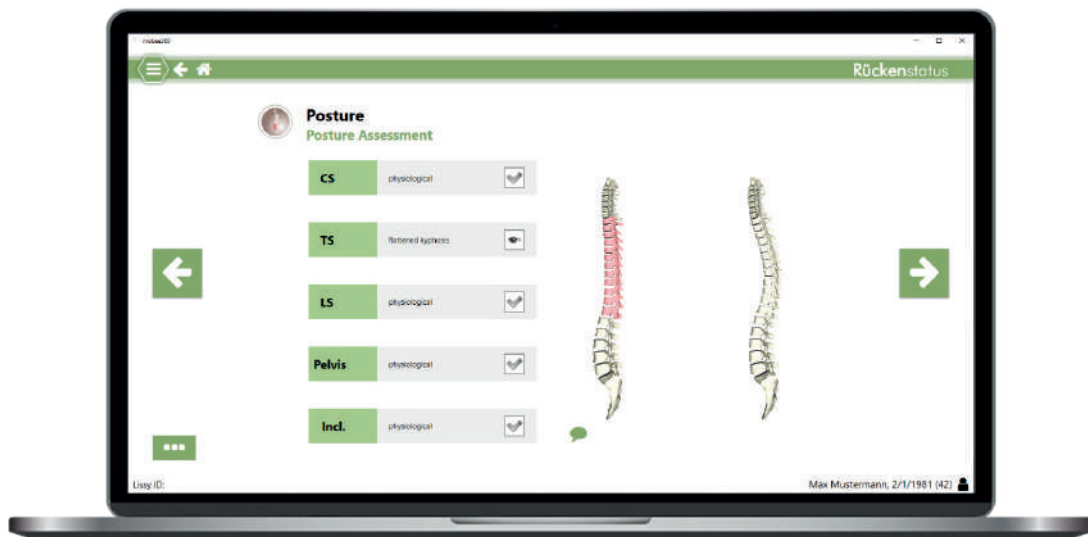 Rückenstatus
Posture
Posture Assessment
CS physiological
TS flattened kyphosis
LS physiological
Pelvis physiological
Incl. physiological
Lissy ID:
Max Mustermann, 2/1/1981 (42)